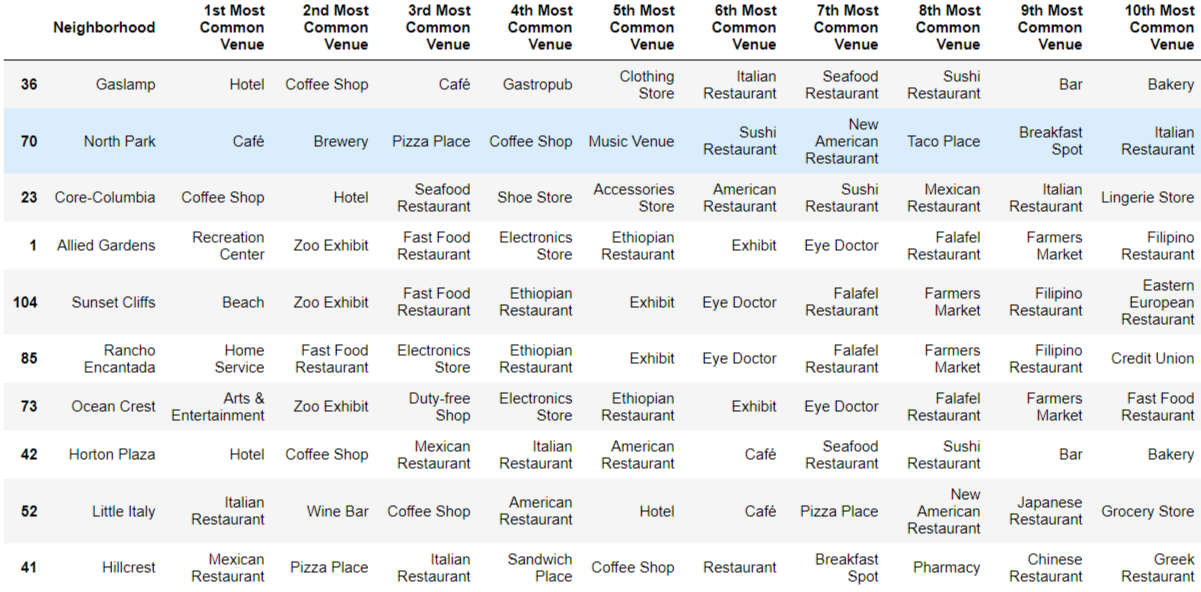 Neighborhood 1st Most Common Venue 2nd Most Common Venue 3rd Most Common Venue 4th Most Common Venue 5th Most Common Venue 6th Most Common Venue 7th Most Common Venue 8th Most Common Venue 9th Most Common Venue 10th Most Common Venue
36 Gaslamp Hotel Coffee Shop Café Gastropub Clothing Store Italian Restaurant Seafood Restaurant Sushi Restaurant Bar Bakery
70 North Park Café Brewery Pizza Place Coffee Shop Music Venue Sushi Restaurant New American Restaurant Taco Place Breakfast Spot Italian Restaurant
23 Core-Columbia Coffee Shop Hotel Seafood Restaurant Shoe Store Accessories Store American Restaurant Sushi Restaurant Mexican Restaurant Italian Restaurant Lingerie Store
1 Allied Gardens Recreation Center Zoo Exhibit Fast Food Restaurant Electronics Store Ethiopian Restaurant Exhibit Eye Doctor Falafel Restaurant Farmers Market Filipino Restaurant
104 Sunset Cliffs Beach Zoo Exhibit Fast Food Restaurant Ethiopian Restaurant Exhibit Eye Doctor Falafel Restaurant Farmers Market Filipino Restaurant Eastern European Restaurant
85 Rancho Encantada Home Service Fast Food Restaurant Electronics Store Ethiopian Restaurant Exhibit Eye Doctor Falafel Restaurant Farmers Market Filipino Restaurant Credit Union
73 Ocean Crest Arts & Entertainment Zoo Exhibit Duty-free Shop Electronics Store Ethiopian Restaurant Exhibit Eye Doctor Falafel Restaurant Farmers Market Fast Food Restaurant
42 Horton Plaza Hotel Coffee Shop Mexican Restaurant Italian Restaurant American Restaurant Café Seafood Restaurant Sushi Restaurant Bar Bakery
52 Little Italy Italian Restaurant Wine Bar Coffee Shop American Restaurant Hotel Café Pizza Place New American Restaurant Japanese Restaurant Grocery Store
41 Hillcrest Mexican Restaurant Pizza Place Italian Restaurant Sandwich Place Coffee Shop Restaurant Breakfast Spot Pharmacy Chinese Restaurant Greek Restaurant